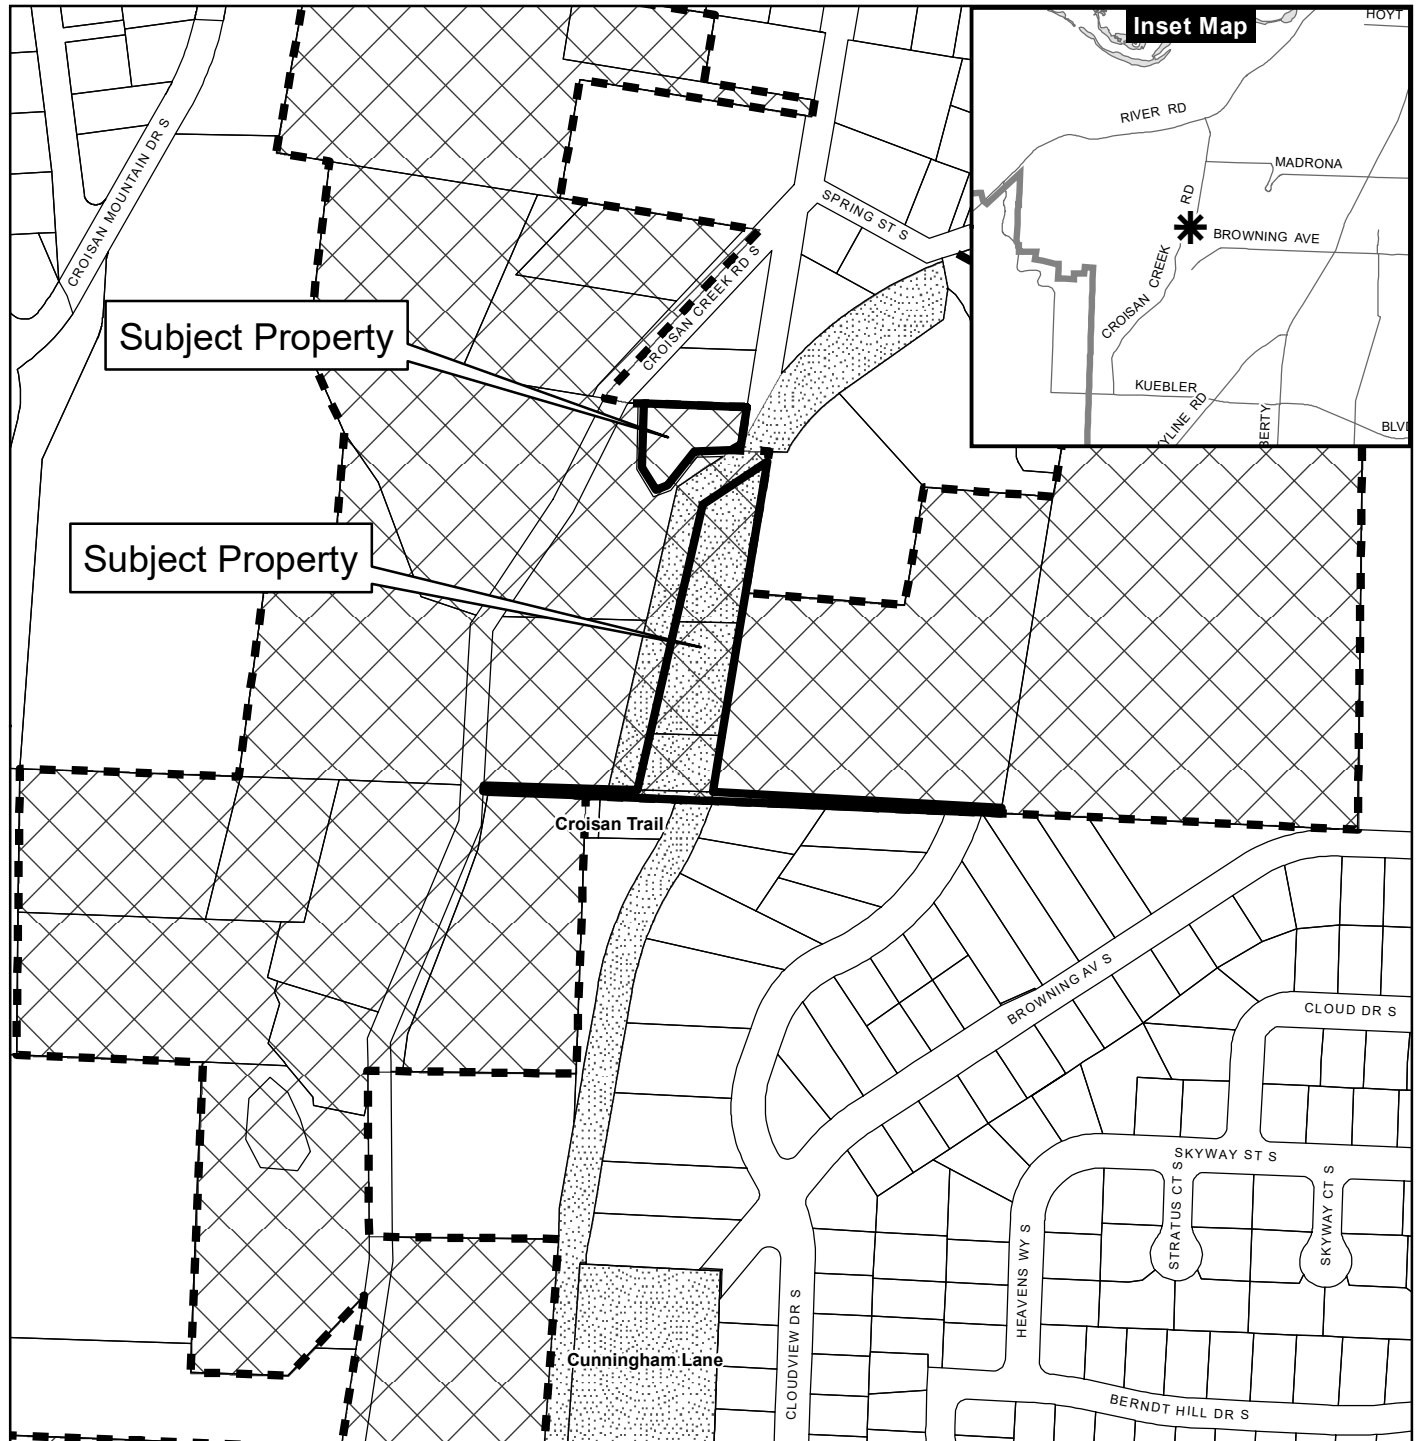 Inset Map
HOYT
RIVER RD
MADRONA
RD
BROWNING AVE
CROISAN CREEK
KUEBLER
BLVD
YLINE RD
BERTY
CROISAN MOUNTAIN DR S
SPRING ST S
CROISAN CREEK RD S
Subject Property
Subject Property
Croisan Trail
BROWNING AV S
CLOUD DR S
SKYWAY ST S
STRATUS CT S
SKYWAY CT S
HEAVENS WY S
CLOUDVIEW DR S
Cunningham Lane
BERNDT HILL DR S